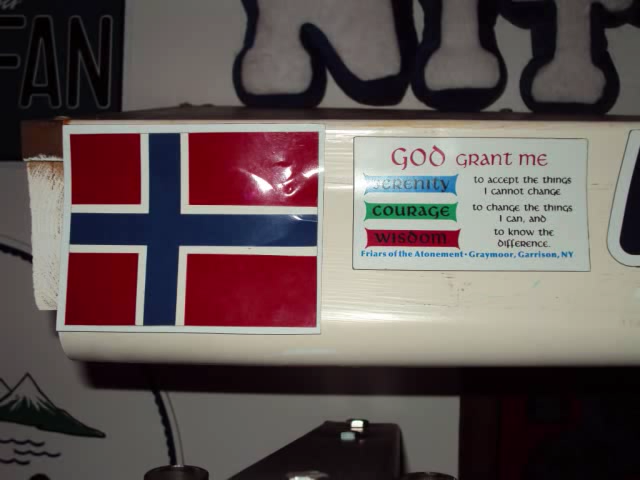 FAN
NIT
GOD GRANT ME
SERENITY to accept the things
I cannot change
COURAGE to change the things
I can, and
WISDOM to know the
difference.
Friars of the Atonement • Graymoor, Garrison, NY